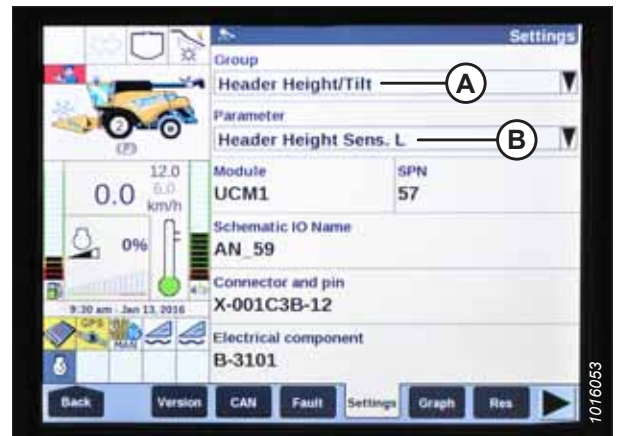 Settings
Group
Header Height/Tilt
A
Parameter
Header Height Sens. L
B
Module
SPN
UCM1
57
Schematic IO Name
AN_59
Connector and pin
X-001C3B-12
Electrical component
B-3101
2
(P)
12.0
6.0
0.0
km/h
0%
9:30 am - Jan 13, 2016
GPS
MAN
Back
Version
CAN
Fault
Settings
Graph
Res
1016053